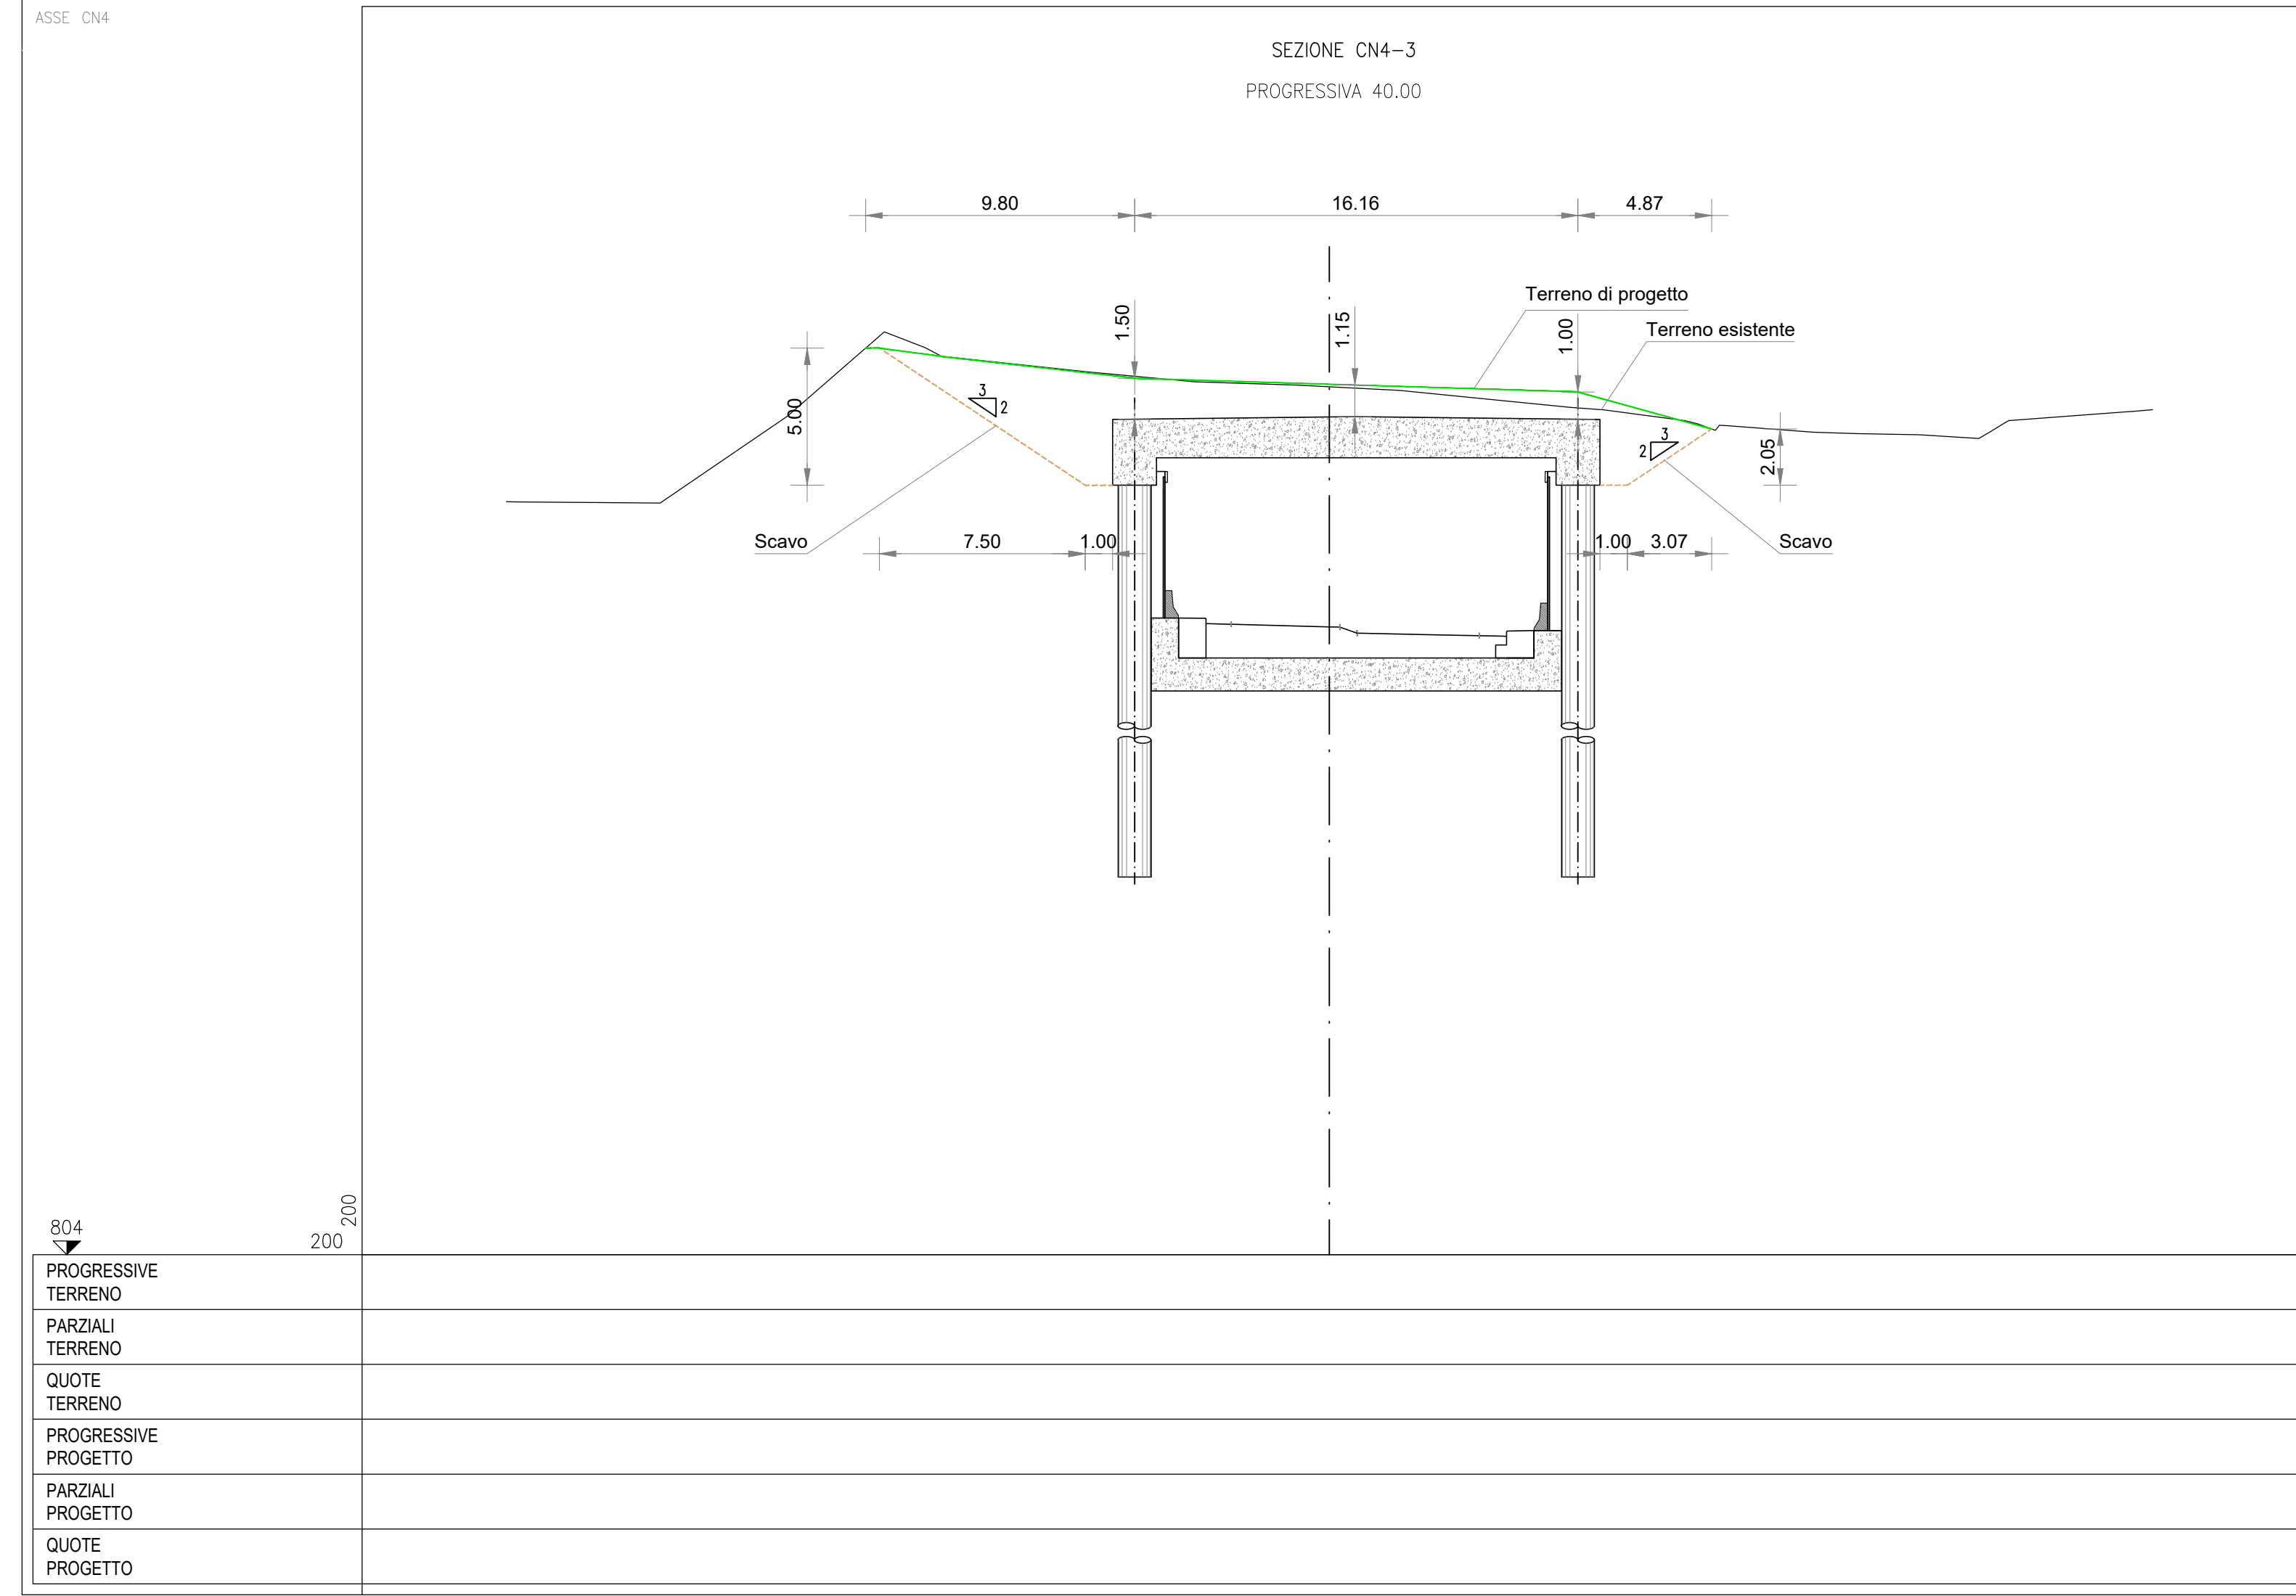 ASSE CN4
SEZIONE CN4-3
PROGRESSIVA 40.00
9.80
16.16
4.87
Terreno di progetto
1.50
1.15
1.00
Terreno esistente
5.00
3
2
3
2
2.05
Scavo
7.50
1.00
1.00
3.07
Scavo
804
200
200
PROGRESSIVE
TERRENO
PARZIALI
TERRENO
QUOTE
TERRENO
PROGRESSIVE
PROGETTO
PARZIALI
PROGETTO
QUOTE
PROGETTO